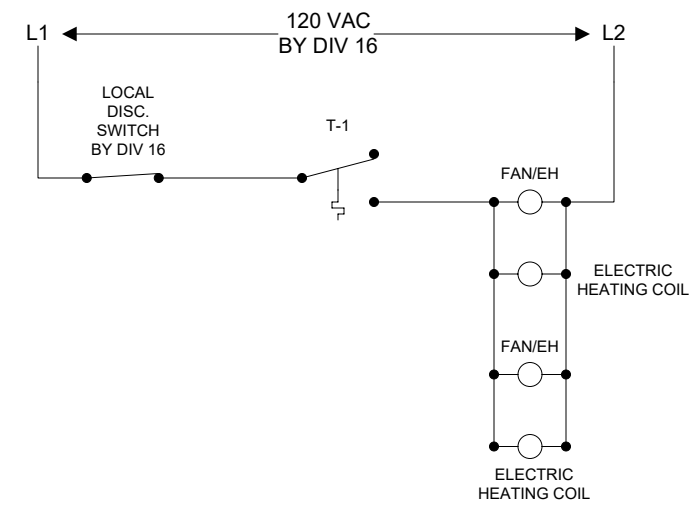 L1
120 VAC
BY DIV 16
L2
LOCAL
DISC.
SWITCH
BY DIV 16
T-1
FAN/EH
ELECTRIC
HEATING COIL
FAN/EH
ELECTRIC
HEATING COIL